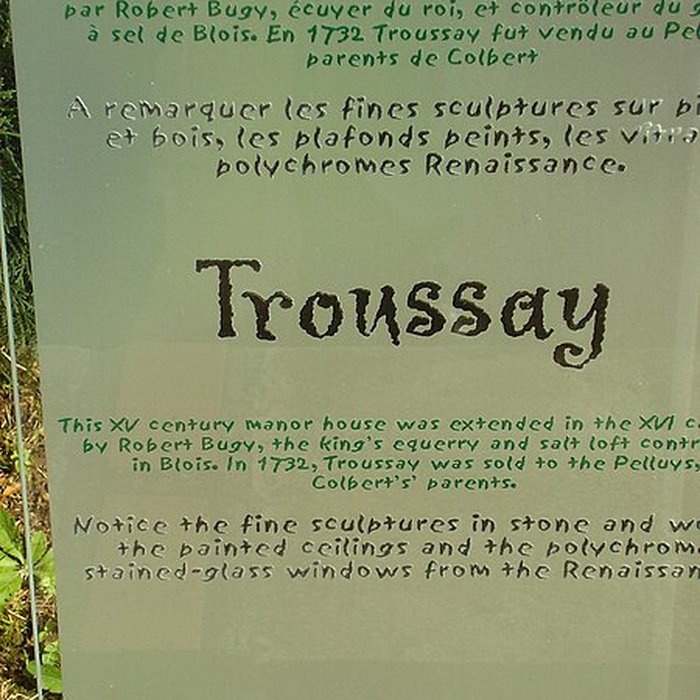 par Robert Bugy, écuyer du roi, et contrôleur du
à sel de Blois. En 1732 Troussay fut vendu au
parents de Colbert
A remarquer les fines sculptures sur
et bois, les plafonds peints, les
polychromes Renaissance.
Troussay
This XV century manor house was extended in the XVI
by Robert Bugy, the king's equerry and salt loft
in Blois. In 1732, Troussay was sold to the Pelluys.
Colbert's' parents.
Notice the fine sculptures in stone and
the painted ceilings and the
stained-glass windows from the